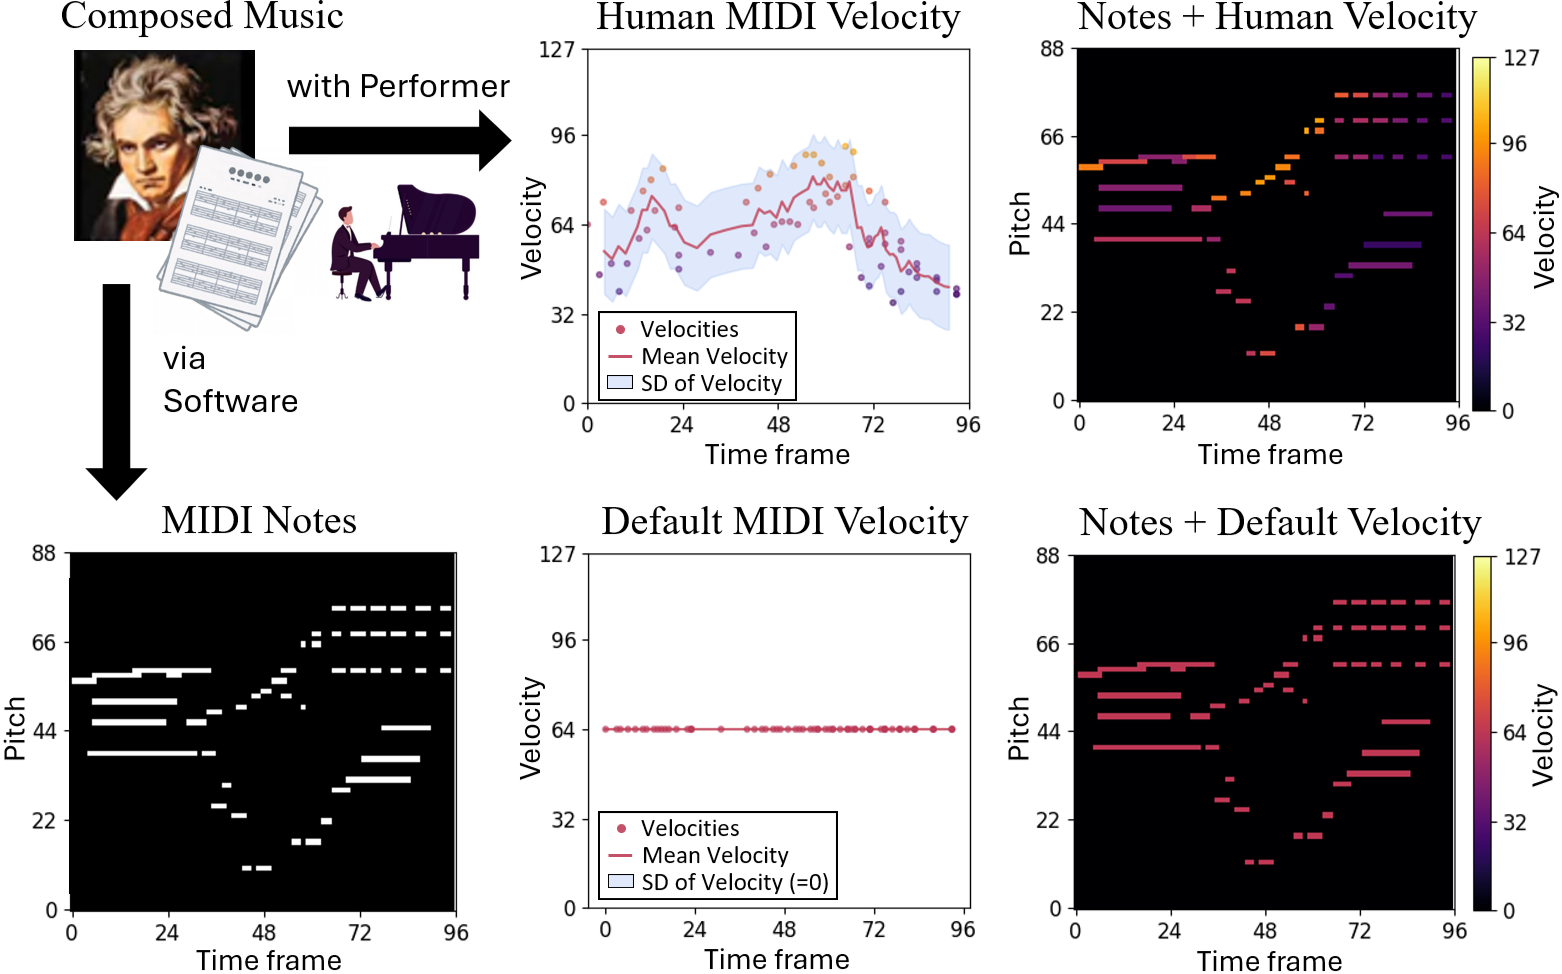 Composed Music
with Performer
via
Software
Human MIDI Velocity
127
96
64
32
0
Velocity
Velocities
Mean Velocity
SD of Velocity
0 24 48 72 96
Time frame
Notes + Human Velocity
88
66
44
22
0
Pitch
0 24 48 72 96
Time frame
127
96
64
32
0
Velocity
MIDI Notes
88
66
44
22
0
Pitch
0 24 48 72 96
Time frame
Default MIDI Velocity
127
96
64
32
0
Velocity
Velocities
Mean Velocity
SD of Velocity (=0)
0 24 48 72 96
Time frame
Notes + Default Velocity
88
66
44
22
0
Pitch
0 24 48 72 96
Time frame
127
96
64
32
0
Velocity